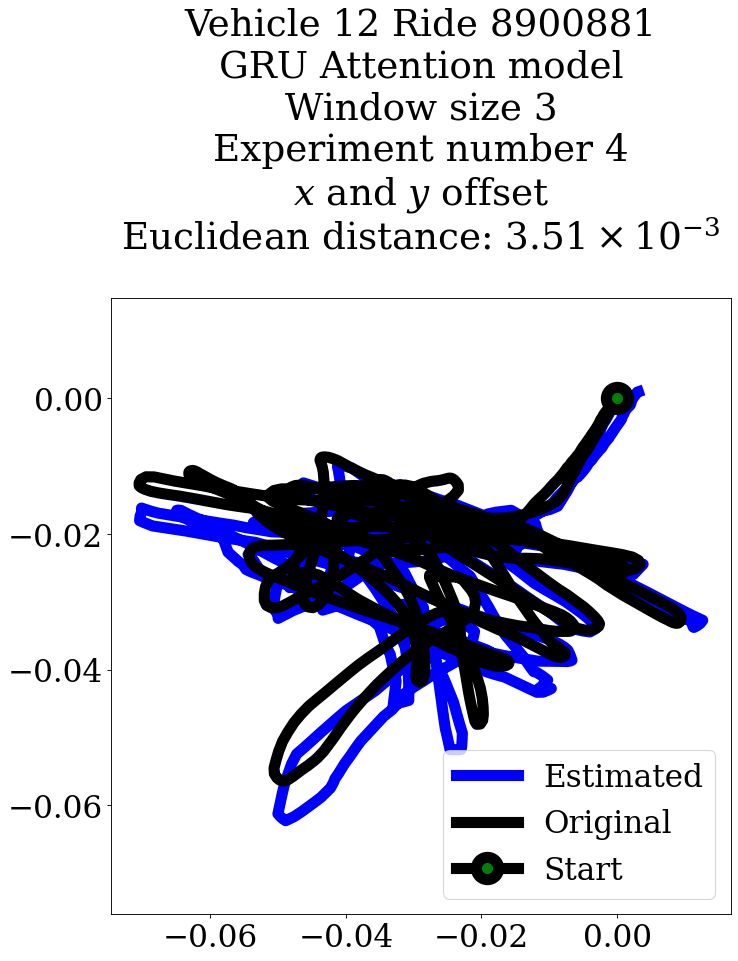 Vehicle 12 Ride 8900881
GRU Attention model
Window size 3
Experiment number 4
x and y offset
Euclidean distance: 3.51 × 10⁻³
0.00
−0.02
−0.04
−0.06
Estimated
Original
Start
−0.06 −0.04 −0.02 0.00